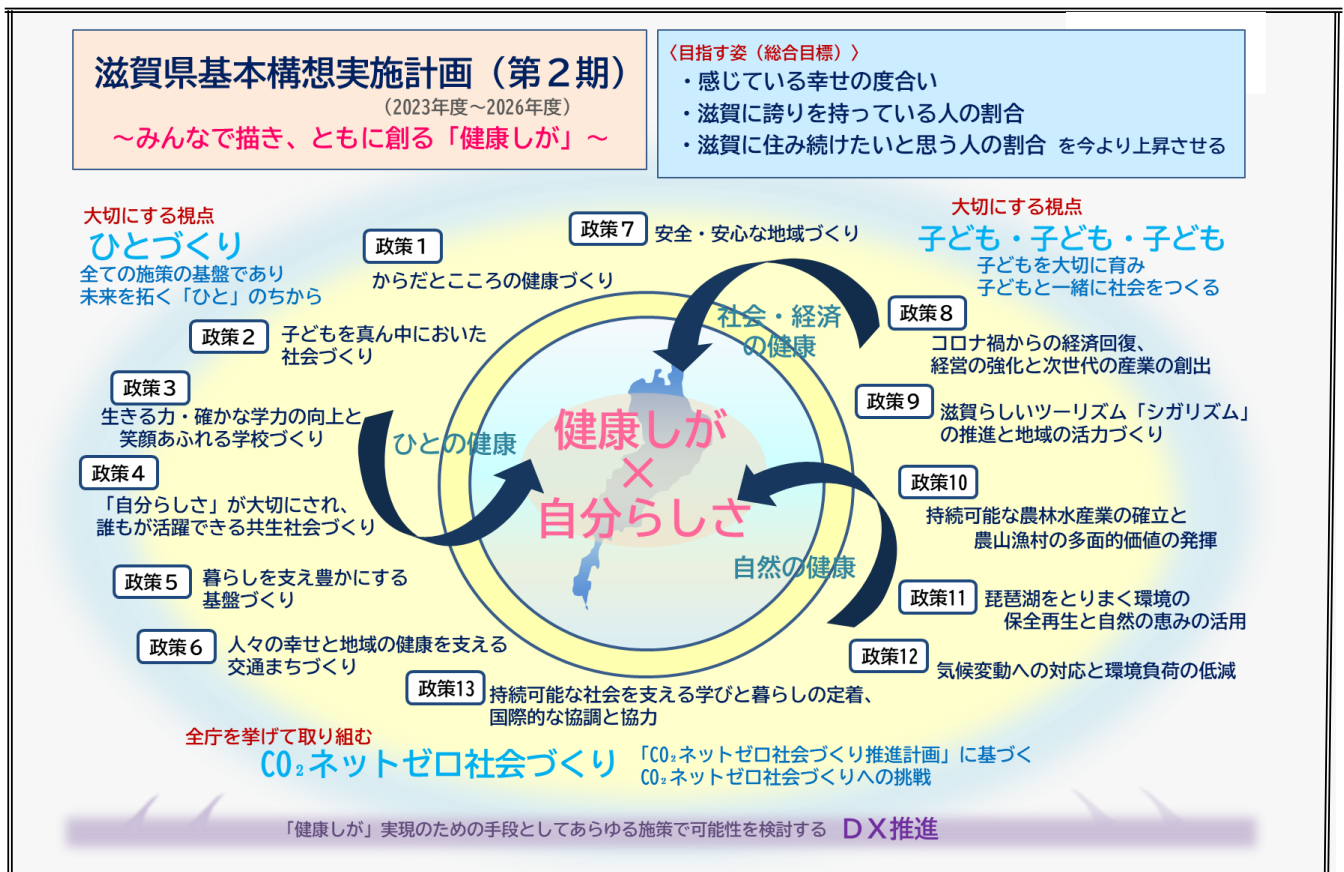 滋賀県基本構想実施計画（第２期）
（2023年度～2026年度）
～みんなで描き、ともに創る「健康しが」～
〈目指す姿（総合目標）〉
・感じている幸せの度合い
・滋賀に誇りを持っている人の割合
・滋賀に住み続けたいと思う人の割合 を今より上昇させる
大切にする視点
ひとづくり
全ての施策の基盤であり
未来を拓く「ひと」のちから
大切にする視点
子ども・子ども・子ども
子どもを大切に育み
子どもと一緒に社会をつくる
政策１
からだとこころの健康づくり
政策２ 子どもを真ん中においた
社会づくり
政策３
生きる力・確かな学力の向上と
笑顔あふれる学校づくり
政策４
「自分らしさ」が大切にされ、
誰もが活躍できる共生社会づくり
政策５ 暮らしを支え豊かにする
基盤づくり
政策６ 人々の幸せと地域の健康を支える
交通まちづくり
政策７ 安全・安心な地域づくり
政策８
コロナ禍からの経済回復、
経営の強化と次世代の産業の創出
政策９ 滋賀らしいツーリズム「シガリズム」
の推進と地域の活力づくり
政策10
持続可能な農林水産業の確立と
農山漁村の多面的価値の発揮
政策11 琵琶湖をとりまく環境の
保全再生と自然の恵みの活用
政策12 気候変動への対応と環境負荷の低減
政策13 持続可能な社会を支える学びと暮らしの定着、
国際的な協調と協力
社会・経済
の健康
ひとの健康
自然の健康
健康しが
×
自分らしさ
全庁を挙げて取り組む
CO₂ネットゼロ社会づくり
「CO₂ネットゼロ社会づくり推進計画」に基づく
CO₂ネットゼロ社会づくりへの挑戦
「健康しが」実現のための手段としてあらゆる施策で可能性を検討する ＤＸ推進